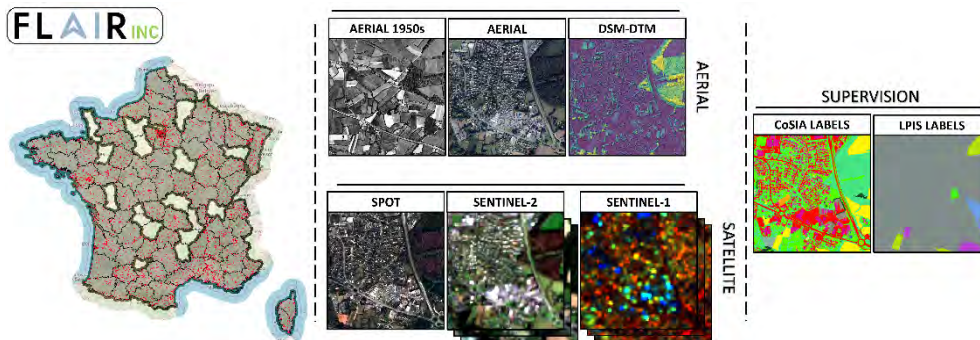 FLAIR INC
AERIAL 1950s
AERIAL
DSM-DTM
AERIAL
SPOT
SENTINEL-2
SENTINEL-1
SATELLITE
SUPERVISION
CoSIA LABELS
LPIS LABELS